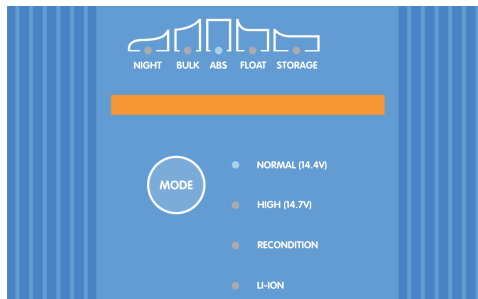 NIGHT BULK ABS FLOAT STORAGE
MODE
NORMAL (14.4V)
HIGH (14.7V)
RECONDITION
LI-ION